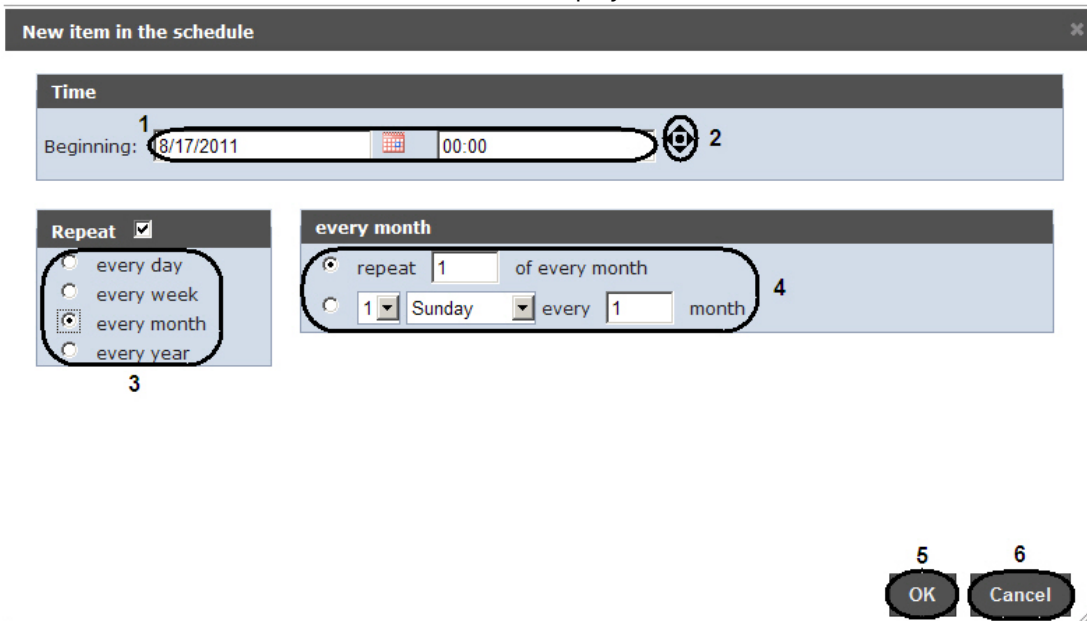 New item in the schedule
Time
1
Beginning: 8/17/2011 00:00 2
Repeat
every day
every week
every month
every year
3
every month
repeat 1 of every month
1 Sunday every 1 month
4
5 6
OK Cancel